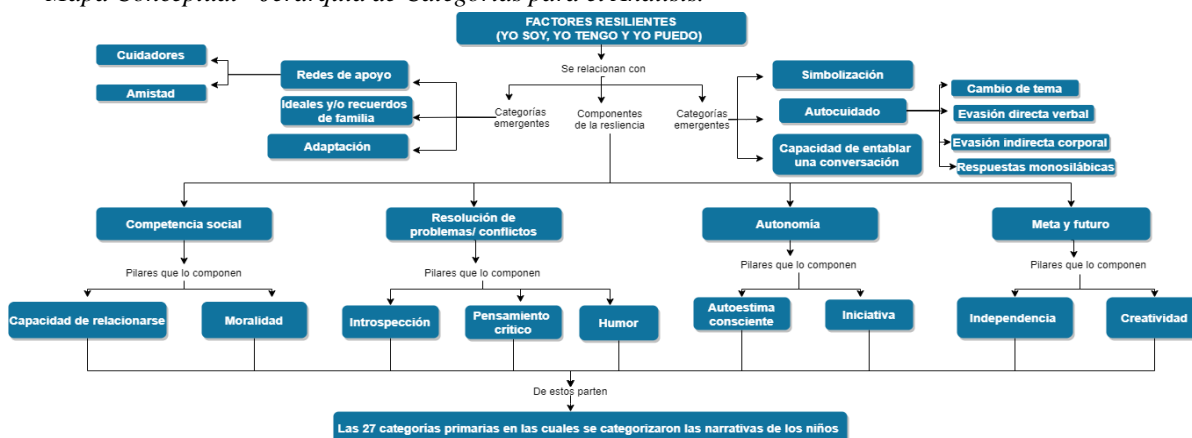 Mapa Conceptual - Jerarquía de Categorías para el Análisis.
FACTORES RESILIENTES
(YO SOY, YO TENGO Y YO PUEDO)
Se relacionan con
Cuidadores
Amistad
Redes de apoyo
Ideales y/o recuerdos
de familia
Adaptación
Categorías
emergentes
Componentes
de la resiliencia
Categorías
emergentes
Simbolización
Autocuidado
Capacidad de entablar
una conversación
Cambio de tema
Evasión directa verbal
Evasión indirecta corporal
Respuestas monosilábicas
Competencia social
Resolución de
problemas/ conflictos
Autonomía
Meta y futuro
Pilares que lo componen
Pilares que lo componen
Pilares que lo componen
Pilares que lo componen
Capacidad de relacionarse
Moralidad
Introspección
Pensamiento
crítico
Humor
Autoestima
consciente
Iniciativa
Independencia
Creatividad
De estos parten
Las 27 categorías primarias en las cuales se categorizaron las narrativas de los niños